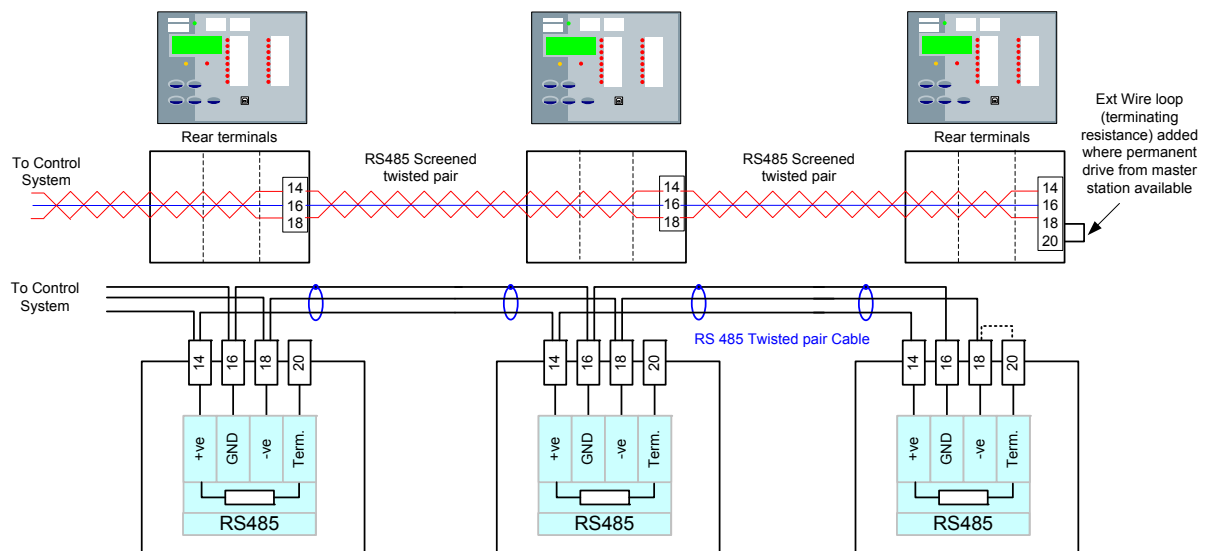 Rear terminals
Rear terminals
Ext Wire loop
(terminating
resistance) added
where permanent
drive from master
station available
To Control
System
RS485 Screened
twisted pair
RS485 Screened
twisted pair
14
16
18
14
16
18
14
16
18
20
To Control
System
RS 485 Twisted pair Cable
14
16
18
20
14
16
18
20
14
16
18
20
+ve
GND
-ve
Term.
+ve
GND
-ve
Term.
+ve
GND
-ve
Term.
RS485
RS485
RS485